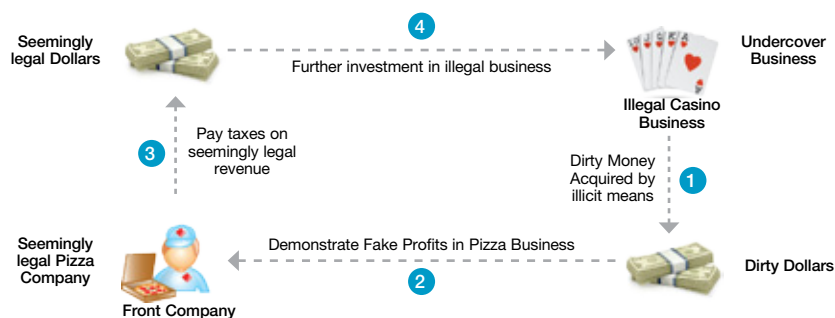 Seemingly
legal Dollars
4
Further investment in illegal business
Undercover
Business
Illegal Casino
Business
3
Pay taxes on
seemingly legal
revenue
Dirty Money
Acquired by
illicit means
1
Seemingly
legal Pizza
Company
Front Company
Demonstrate Fake Profits in Pizza Business
2
Dirty Dollars